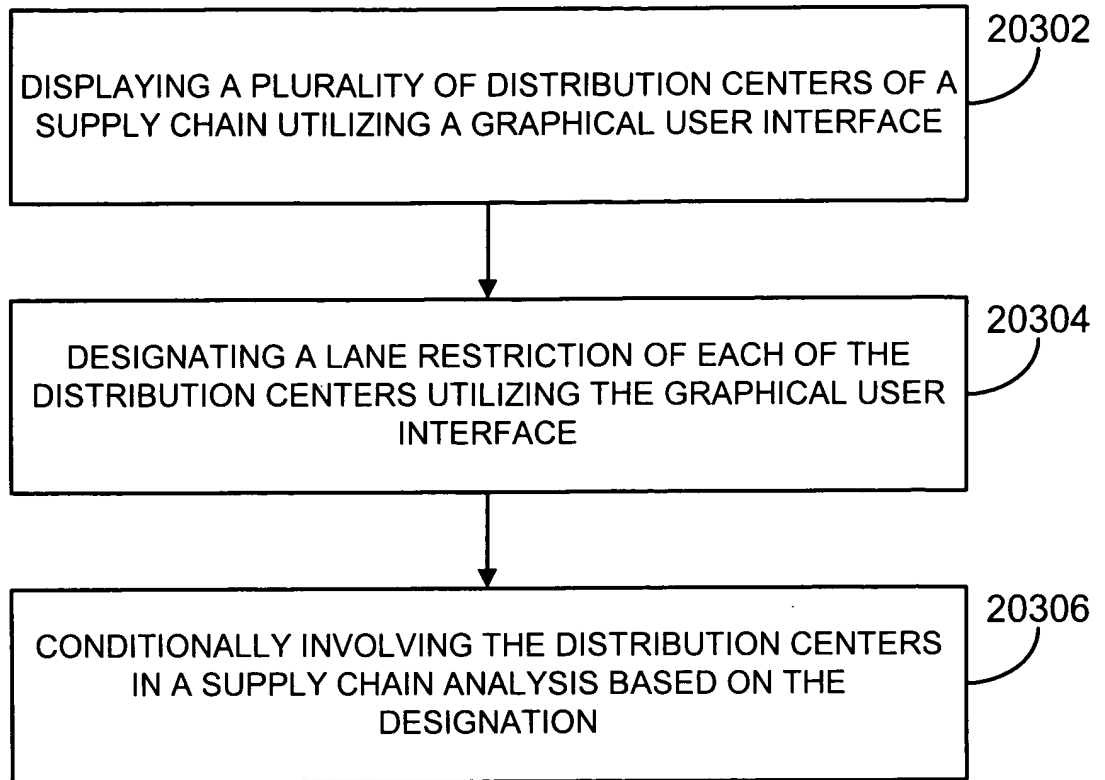 20302
DISPLAYING A PLURALITY OF DISTRIBUTION CENTERS OF A
SUPPLY CHAIN UTILIZING A GRAPHICAL USER INTERFACE
20304
DESIGNATING A LANE RESTRICTION OF EACH OF THE
DISTRIBUTION CENTERS UTILIZING THE GRAPHICAL USER
INTERFACE
20306
CONDITIONALLY INVOLVING THE DISTRIBUTION CENTERS
IN A SUPPLY CHAIN ANALYSIS BASED ON THE
DESIGNATION